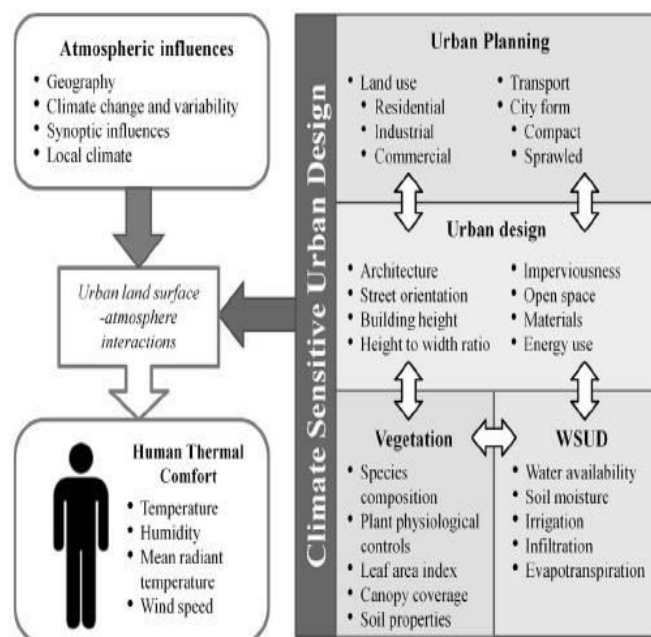 Atmospheric influences
• Geography
• Climate change and variability
• Synoptic influences
• Local climate
Urban land surface
-atmosphere
interactions
Human Thermal
Comfort
• Temperature
• Humidity
• Mean radiant
temperature
• Wind speed
Climate Sensitive Urban Design
Urban Planning
• Land use
• Residential
• Industrial
• Commercial
• Transport
• City form
• Compact
• Sprawled
Urban design
• Architecture
• Street orientation
• Building height
• Height to width ratio
• Imperviousness
• Open space
• Materials
• Energy use
Vegetation
• Species
composition
• Plant physiological
controls
• Leaf area index
• Canopy coverage
• Soil properties
WSUD
• Water availability
• Soil moisture
• Irrigation
• Infiltration
• Evapotranspiration